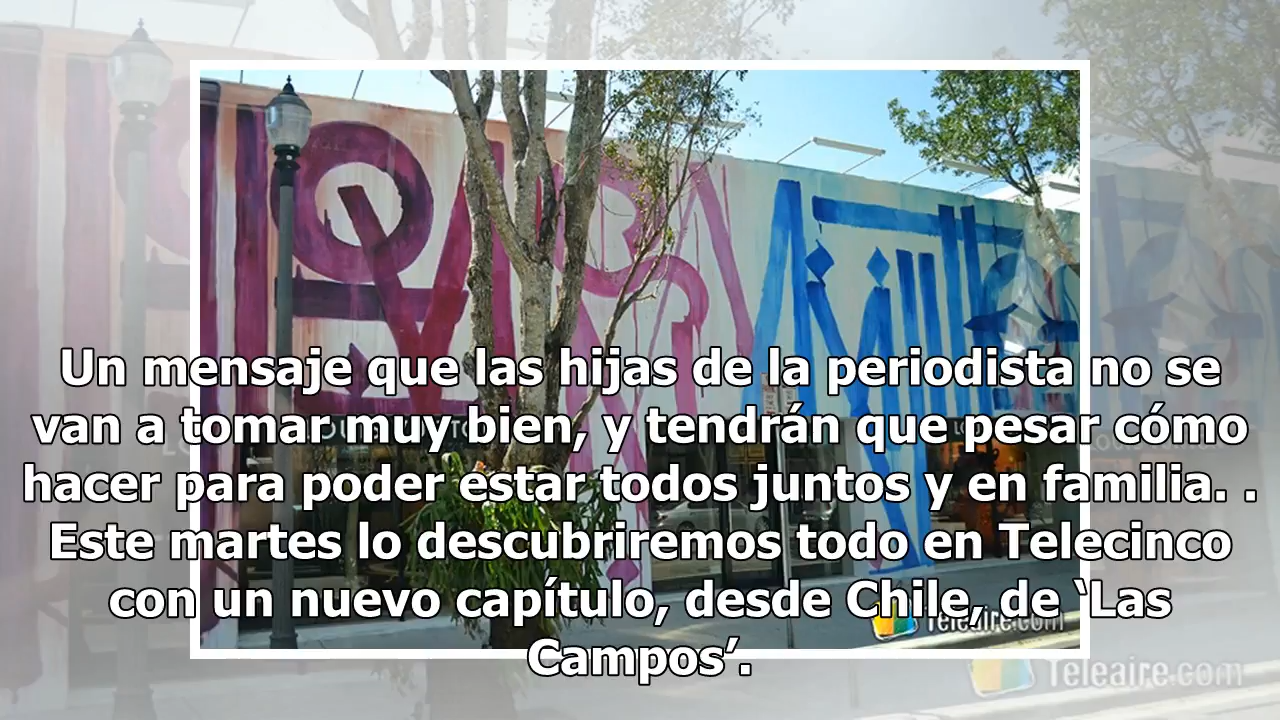 Un mensaje que las hijas de la periodista no se
van a tomar muy bien, y tendrán que pesar cómo
hacer para poder estar todos juntos y en familia. .
Este martes lo descubriremos todo en Telecinco
con un nuevo capítulo, desde Chile, de ‘Las
Campos’.
Teleaire.com
Teleaire.com